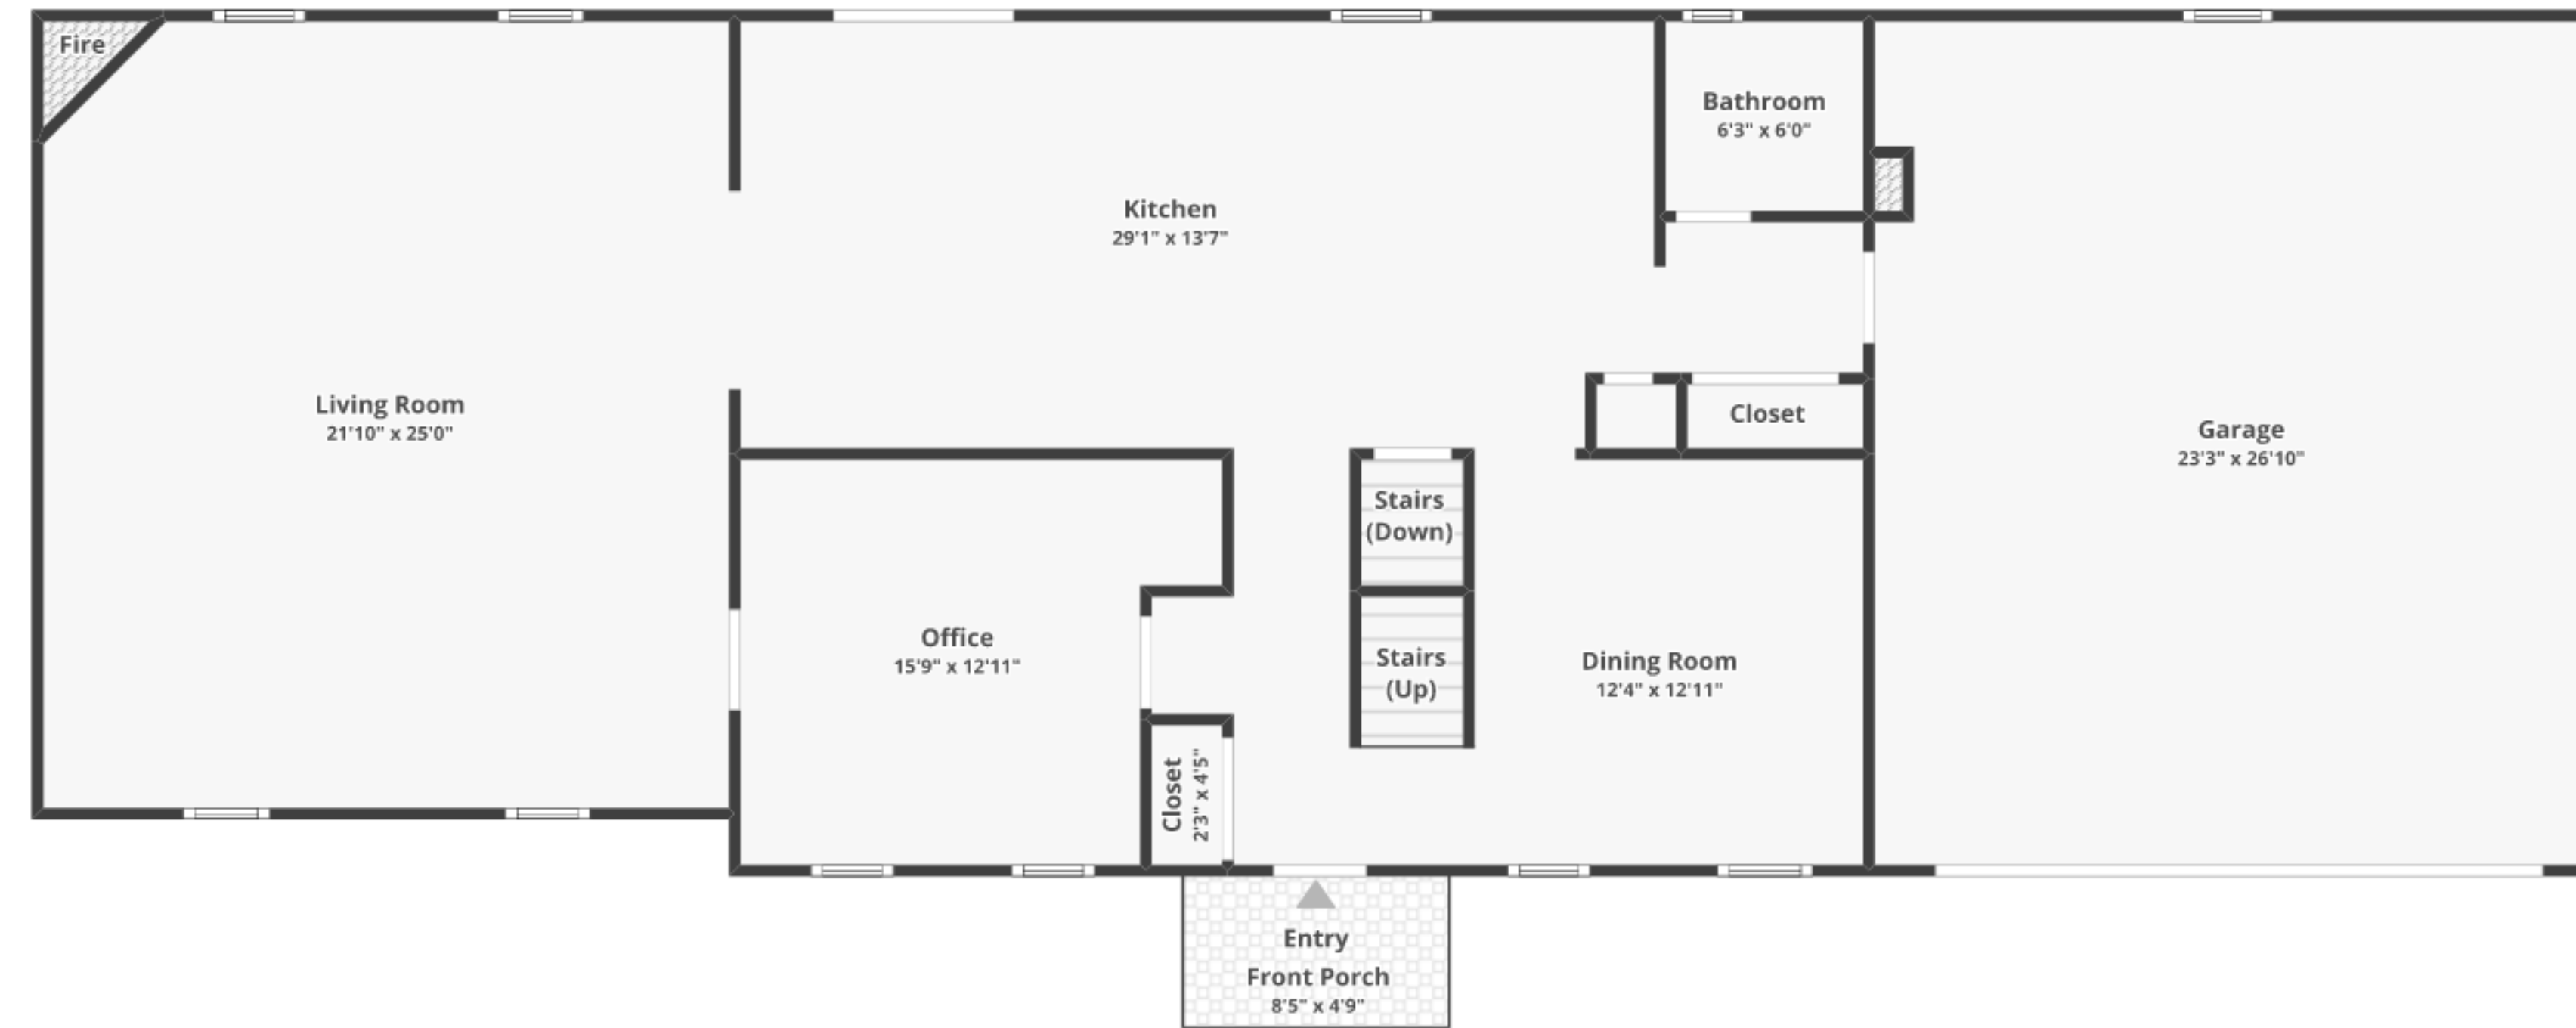 Fire
Bathroom
6'3" x 6'0"
Kitchen
29'1" x 13'7"
Living Room
21'10" x 25'0"
Closet
Garage
23'3" x 26'10"
Stairs
(Down)
Office
15'9" x 12'11"
Stairs
(Up)
Dining Room
12'4" x 12'11"
Closet
2'3" x 4'5"
Entry
Front Porch
8'5" x 4'9"